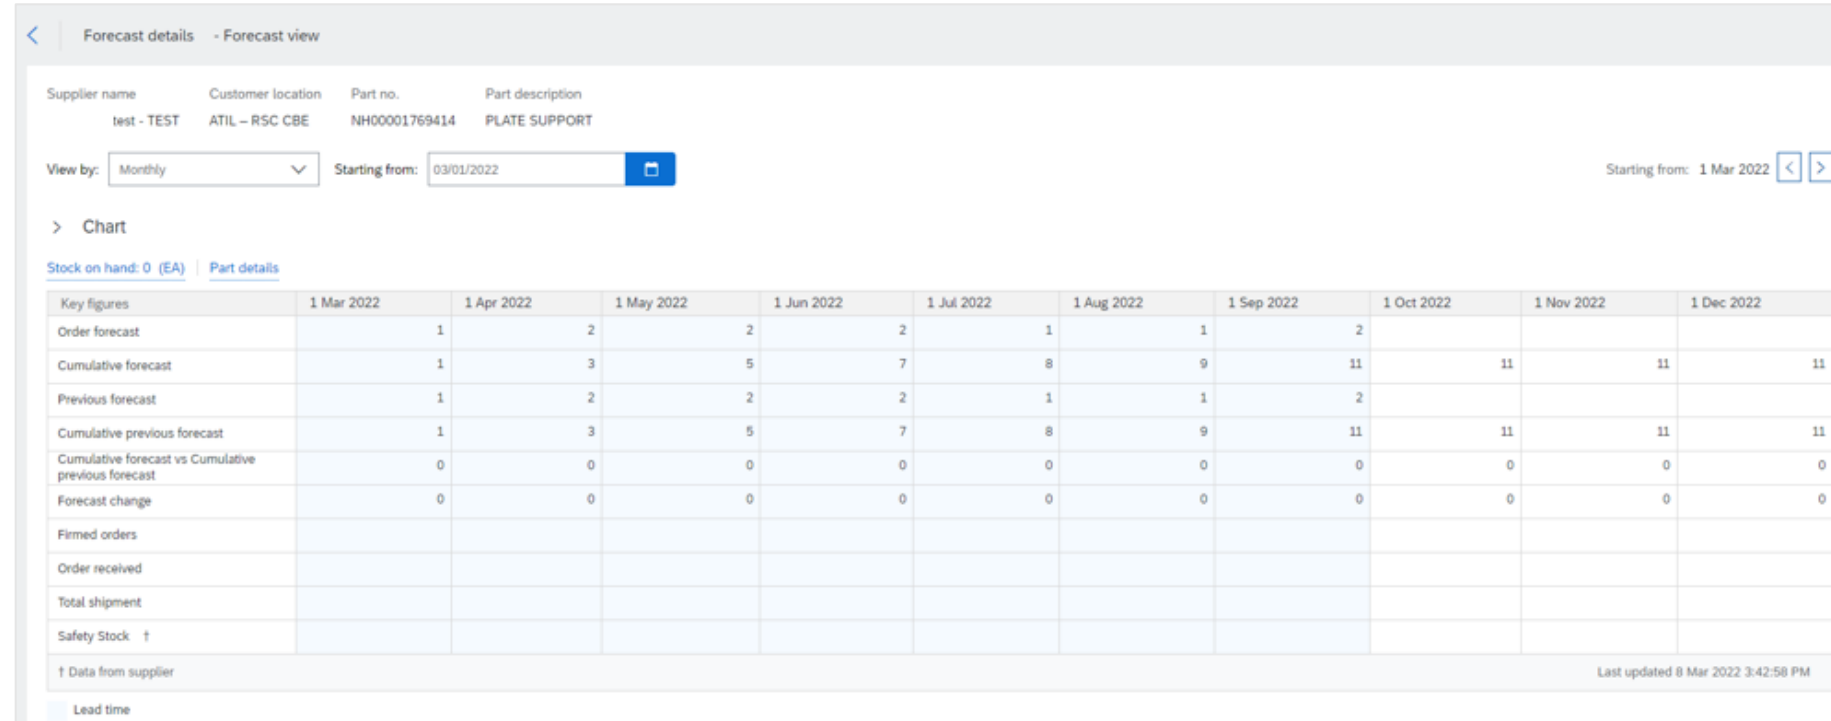 Forecast details - Forecast view
Supplier name Customer location Part no. Part description
test - TEST ATIL – RSC CBE NH00001769414 PLATE SUPPORT
View by: Monthly Starting from: 03/01/2022 Starting from: 1 Mar 2022
Chart
Stock on hand: 0 (EA) Part details
Key figures 1 Mar 2022 1 Apr 2022 1 May 2022 1 Jun 2022 1 Jul 2022 1 Aug 2022 1 Sep 2022 1 Oct 2022 1 Nov 2022 1 Dec 2022
Order forecast 1 2 2 2 1 1 2
Cumulative forecast 1 3 5 7 8 9 11 11 11 11
Previous forecast 1 2 2 2 1 1 2
Cumulative previous forecast 1 3 5 7 8 9 11 11 11 11
Cumulative forecast vs Cumulative
previous forecast 0 0 0 0 0 0 0 0 0 0
Forecast change 0 0 0 0 0 0 0 0 0 0
Firmed orders
Order received
Total shipment
Safety Stock †
† Data from supplier Last updated 8 Mar 2022 3:42:58 PM
Lead time